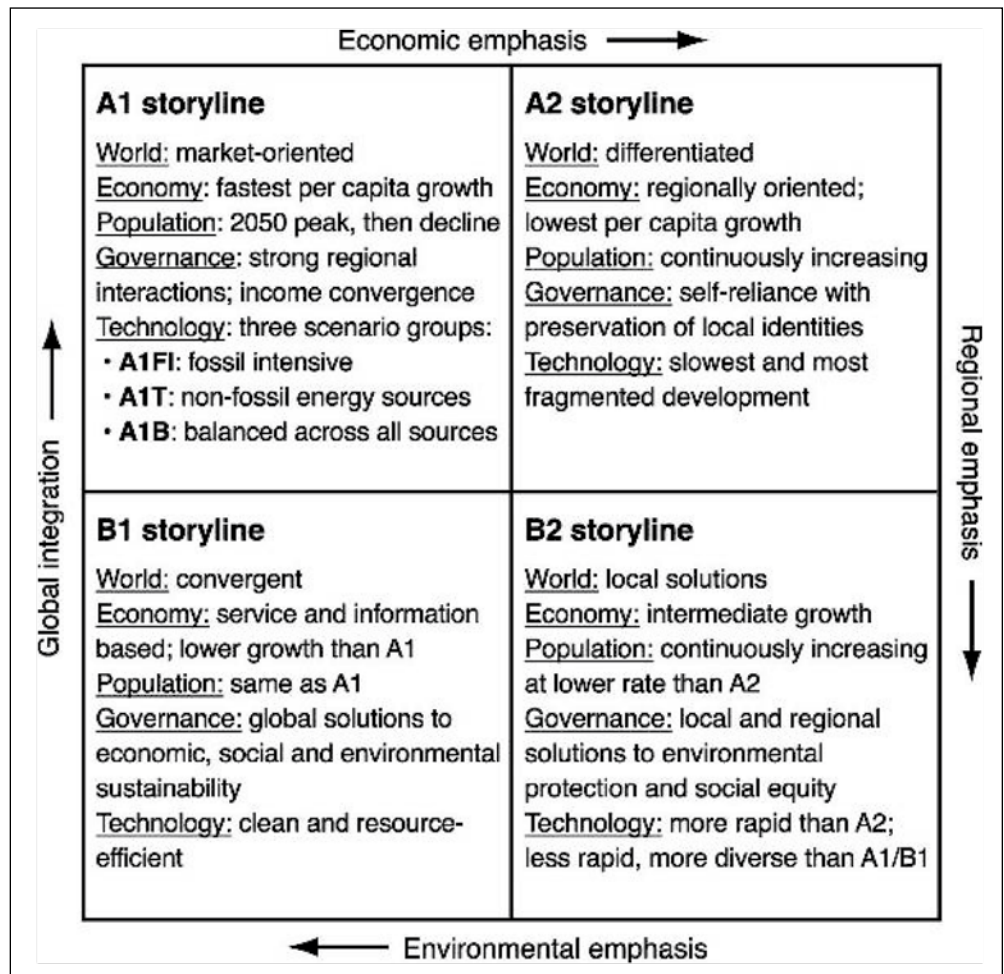 Economic emphasis
A1 storyline
World: market-oriented
Economy: fastest per capita growth
Population: 2050 peak, then decline
Governance: strong regional
interactions; income convergence
Technology: three scenario groups:
• A1FI: fossil intensive
• A1T: non-fossil energy sources
• A1B: balanced across all sources
A2 storyline
World: differentiated
Economy: regionally oriented;
lowest per capita growth
Population: continuously increasing
Governance: self-reliance with
preservation of local identities
Technology: slowest and most
fragmented development
Global integration
Regional emphasis
B1 storyline
World: convergent
Economy: service and information
based; lower growth than A1
Population: same as A1
Governance: global solutions to
economic, social and environmental
sustainability
Technology: clean and resource-
efficient
B2 storyline
World: local solutions
Economy: intermediate growth
Population: continuously increasing
at lower rate than A2
Governance: local and regional
solutions to environmental
protection and social equity
Technology: more rapid than A2;
less rapid, more diverse than A1/B1
Environmental emphasis